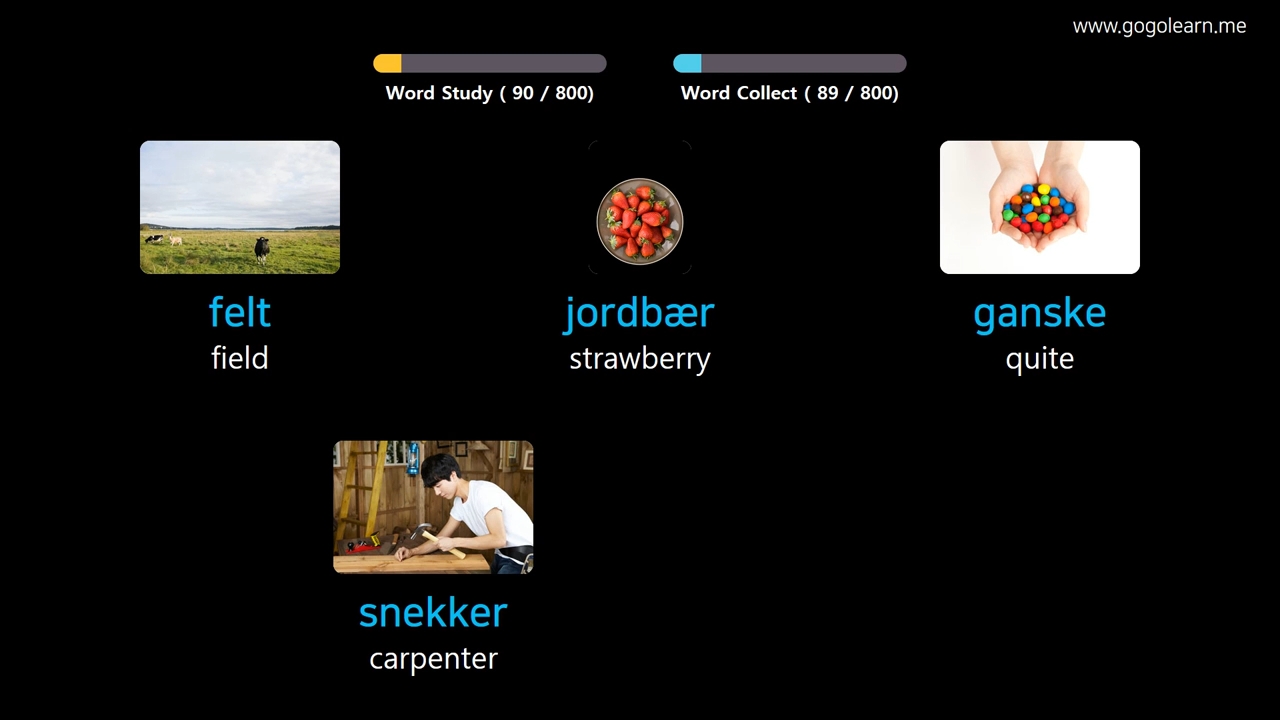 www.gogolearn.me
Word Study ( 90 / 800)
Word Collect ( 89 / 800)
felt
field
jordbær
strawberry
ganske
quite
snekker
carpenter